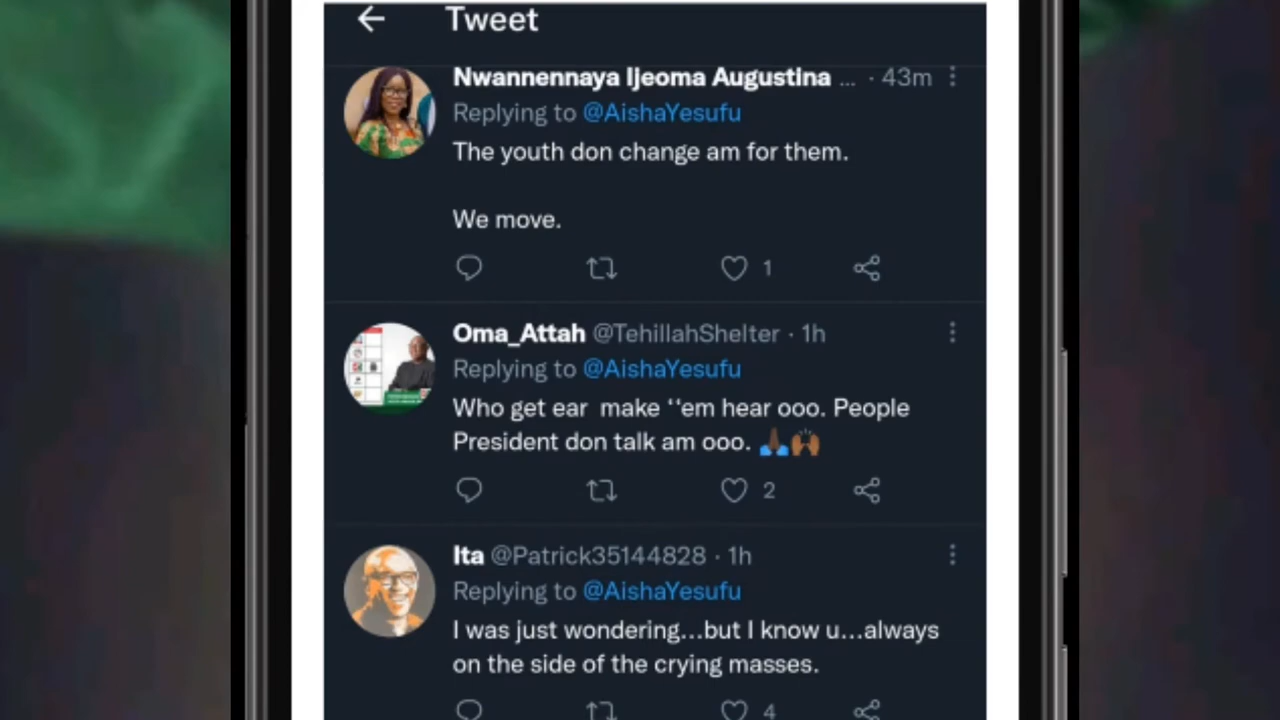 Tweet
Nwannennaya Ijeoma Augustina ... · 43m
Replying to @AishaYesufu
The youth don change am for them.
We move.
1
Oma_Attah @TehillahShelter · 1h
Replying to @AishaYesufu
Who get ear  make ‘‘em hear ooo. People
President don talk am ooo. 🙏🏾🙌🏾
2
Ita @Patrick35144828 · 1h
Replying to @AishaYesufu
I was just wondering...but I know u...always
on the side of the crying masses.
4